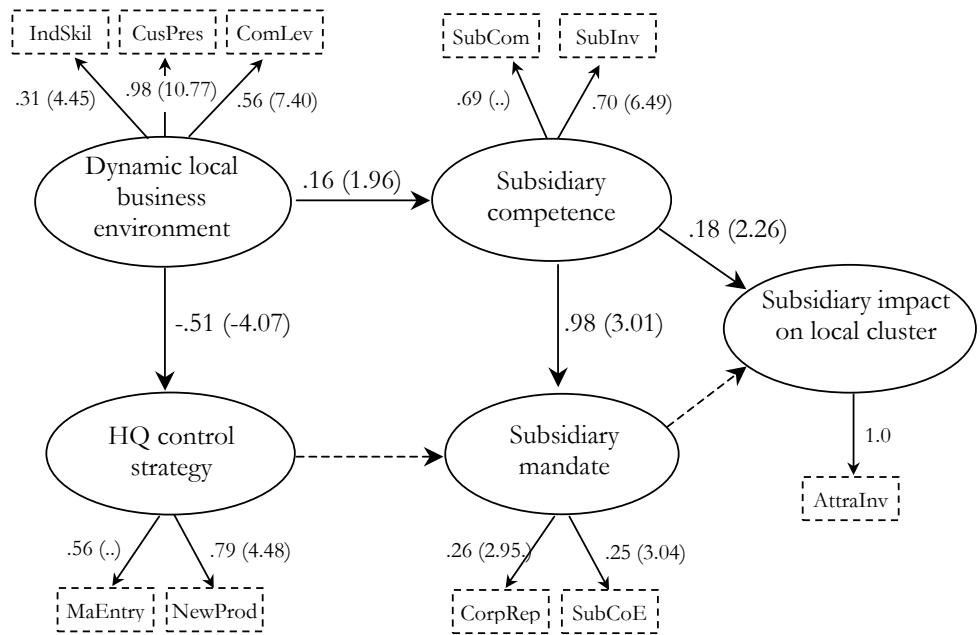 IndSkil
CusPres
ComLev
SubCom
SubInv
.31 (4.45)
.98 (10.77)
.56 (7.40)
.69 (..)
.70 (6.49)
Dynamic local
business
environment
.16 (1.96)
Subsidiary
competence
.18 (2.26)
-.51 (-4.07)
.98 (3.01)
Subsidiary impact
on local cluster
HQ control
strategy
Subsidiary
mandate
1.0
AttraInv
.56 (..)
.79 (4.48)
.26 (2.95.)
.25 (3.04)
MaEntry
NewProd
CorpRep
SubCoE